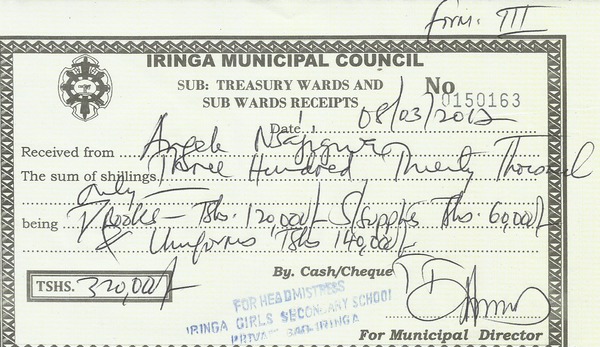 form: III
IRINGA MUNICIPAL COUNCIL
SUB: TREASURY WARDS AND
SUB WARDS RECEIPTS
No 0150163
Date 08/03/2012
Received from Angela
The sum of shillings Three Hundred, Twenty Thousand
only
being Books - Tshs. 120,000/= S/Supplies Tshs. 60,000/=
& Uniforms Tshs 140,000/=
By. Cash/Cheque
TSHS. 320,000/=
FOR HEADMISTRESS
IRINGA GIRLS SECONDARY SCHOOL
PRIVATE BAG-IRINGA
For Municipal Director